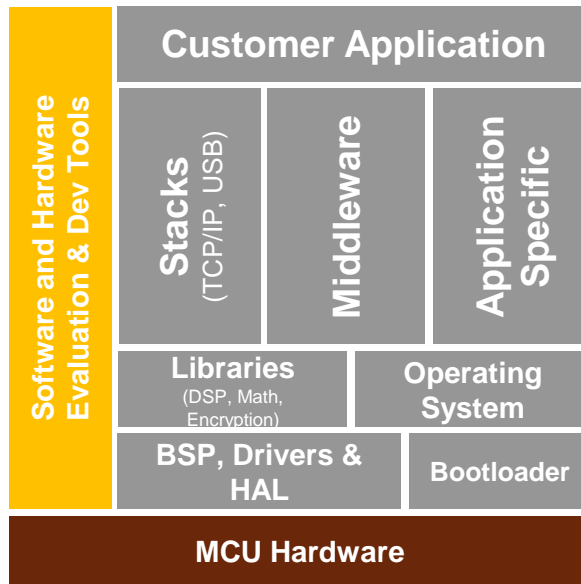 Customer Application
Software and Hardware
Evaluation & Dev Tools
Stacks
(TCP/IP, USB)
Middleware
Application
Specific
Libraries
(DSP, Math,
Encryption)
Operating
System
BSP, Drivers &
HAL
Bootloader
MCU Hardware